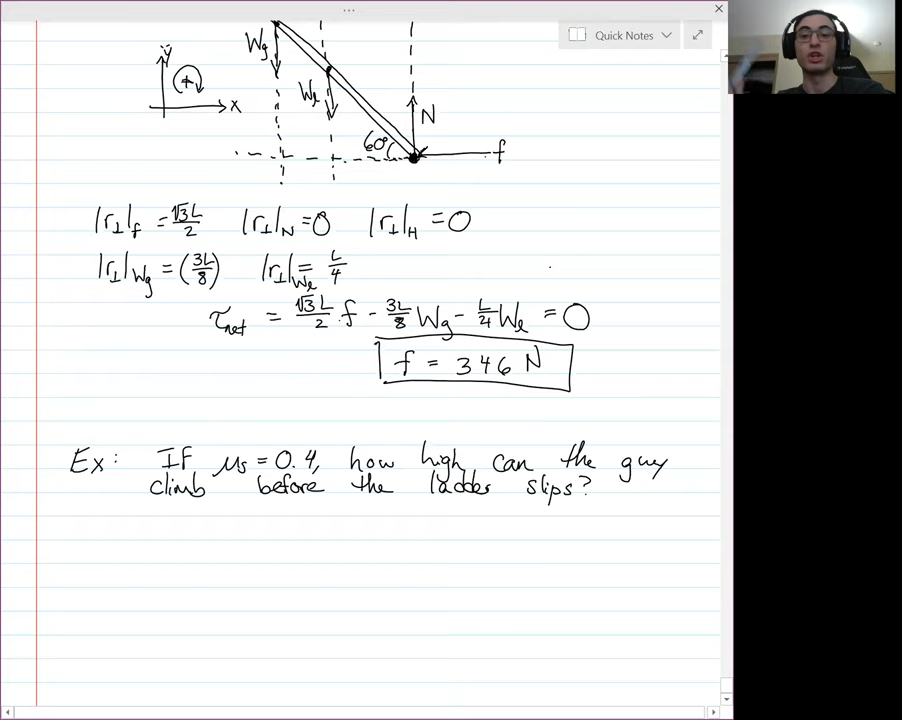 Quick Notes
Wg
y
x
Wl
N
60°
f
|r⊥|f = √3L/2 |r⊥|N = 0 |r⊥|H = 0
|r⊥|Wg = (3L/8) |r⊥|Wl = L/4
τnet = √3L/2 f - 3L/8 Wg - L/4 Wl = 0
f = 346 N
Ex: If μs = 0.4, how high can the guy
climb before the ladder slips?